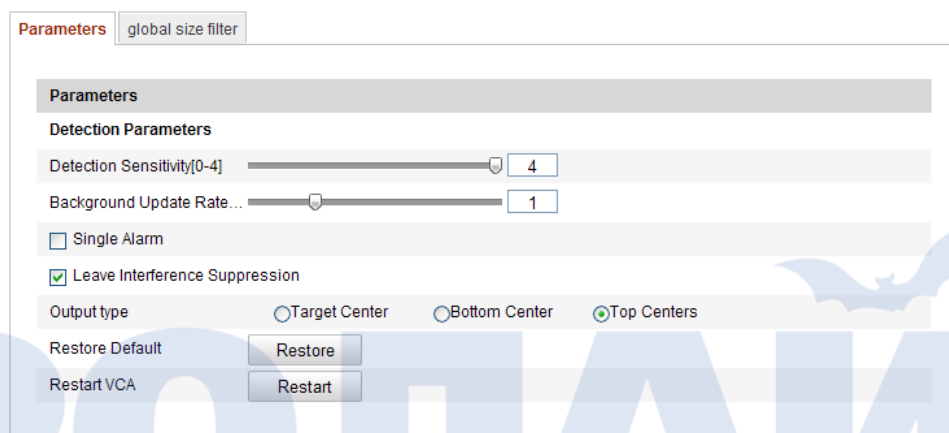 Parameters global size filter
Parameters
Detection Parameters
Detection Sensitivity[0-4] 4
Background Update Rate... 1
Single Alarm
Leave Interference Suppression
Output type Target Center Bottom Center Top Centers
Restore Default Restore
Restart VCA Restart